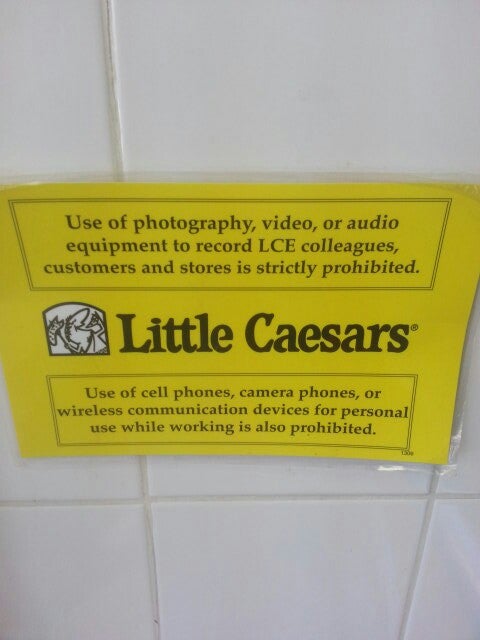 Use of photography, video, or audio
equipment to record LCE colleagues,
customers and stores is strictly prohibited.
Little Caesars®
Use of cell phones, camera phones, or
wireless communication devices for personal
use while working is also prohibited.